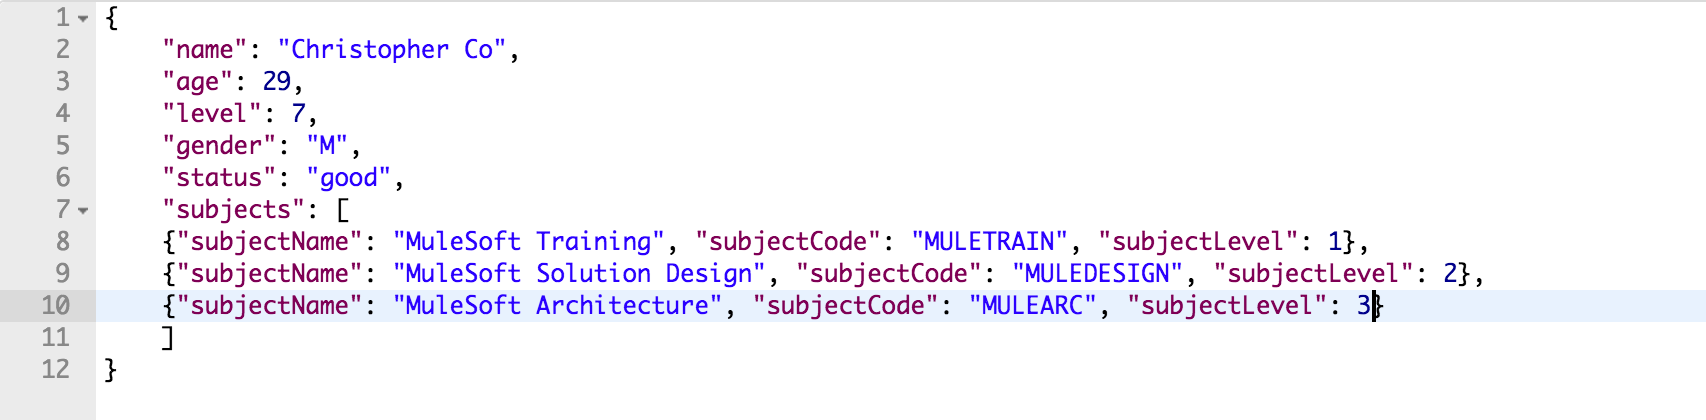 1 {
2 "name": "Christopher Co",
3 "age": 29,
4 "level": 7,
5 "gender": "M",
6 "status": "good",
7 "subjects": [
8 {"subjectName": "MuleSoft Training", "subjectCode": "MULETRAIN", "subjectLevel": 1},
9 {"subjectName": "MuleSoft Solution Design", "subjectCode": "MULEDESIGN", "subjectLevel": 2},
10 {"subjectName": "MuleSoft Architecture", "subjectCode": "MULEARC", "subjectLevel": 3}
11 ]
12 }